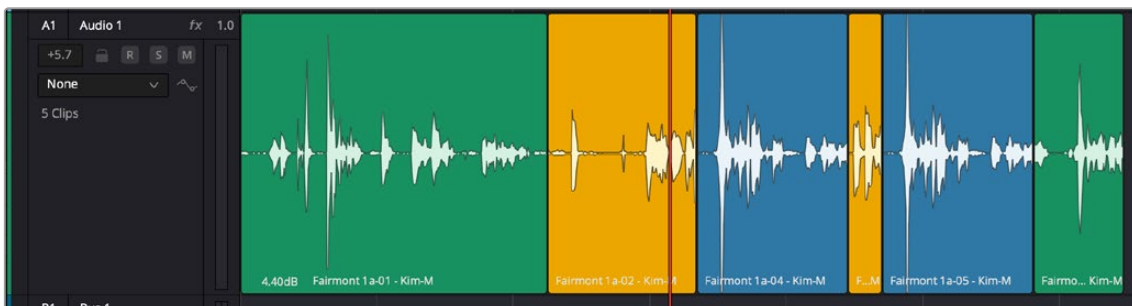 A1 Audio 1 fx 1.0
+5.7 R S M
None
5 Clips
4.40dB Fairmont 1a-01 - Kim-M
Fairmont 1a-02 - Kim-M
Fairmont 1a-04 - Kim-M
F...M
Fairmont 1a-05 - Kim-M
Fairmo... Kim-M